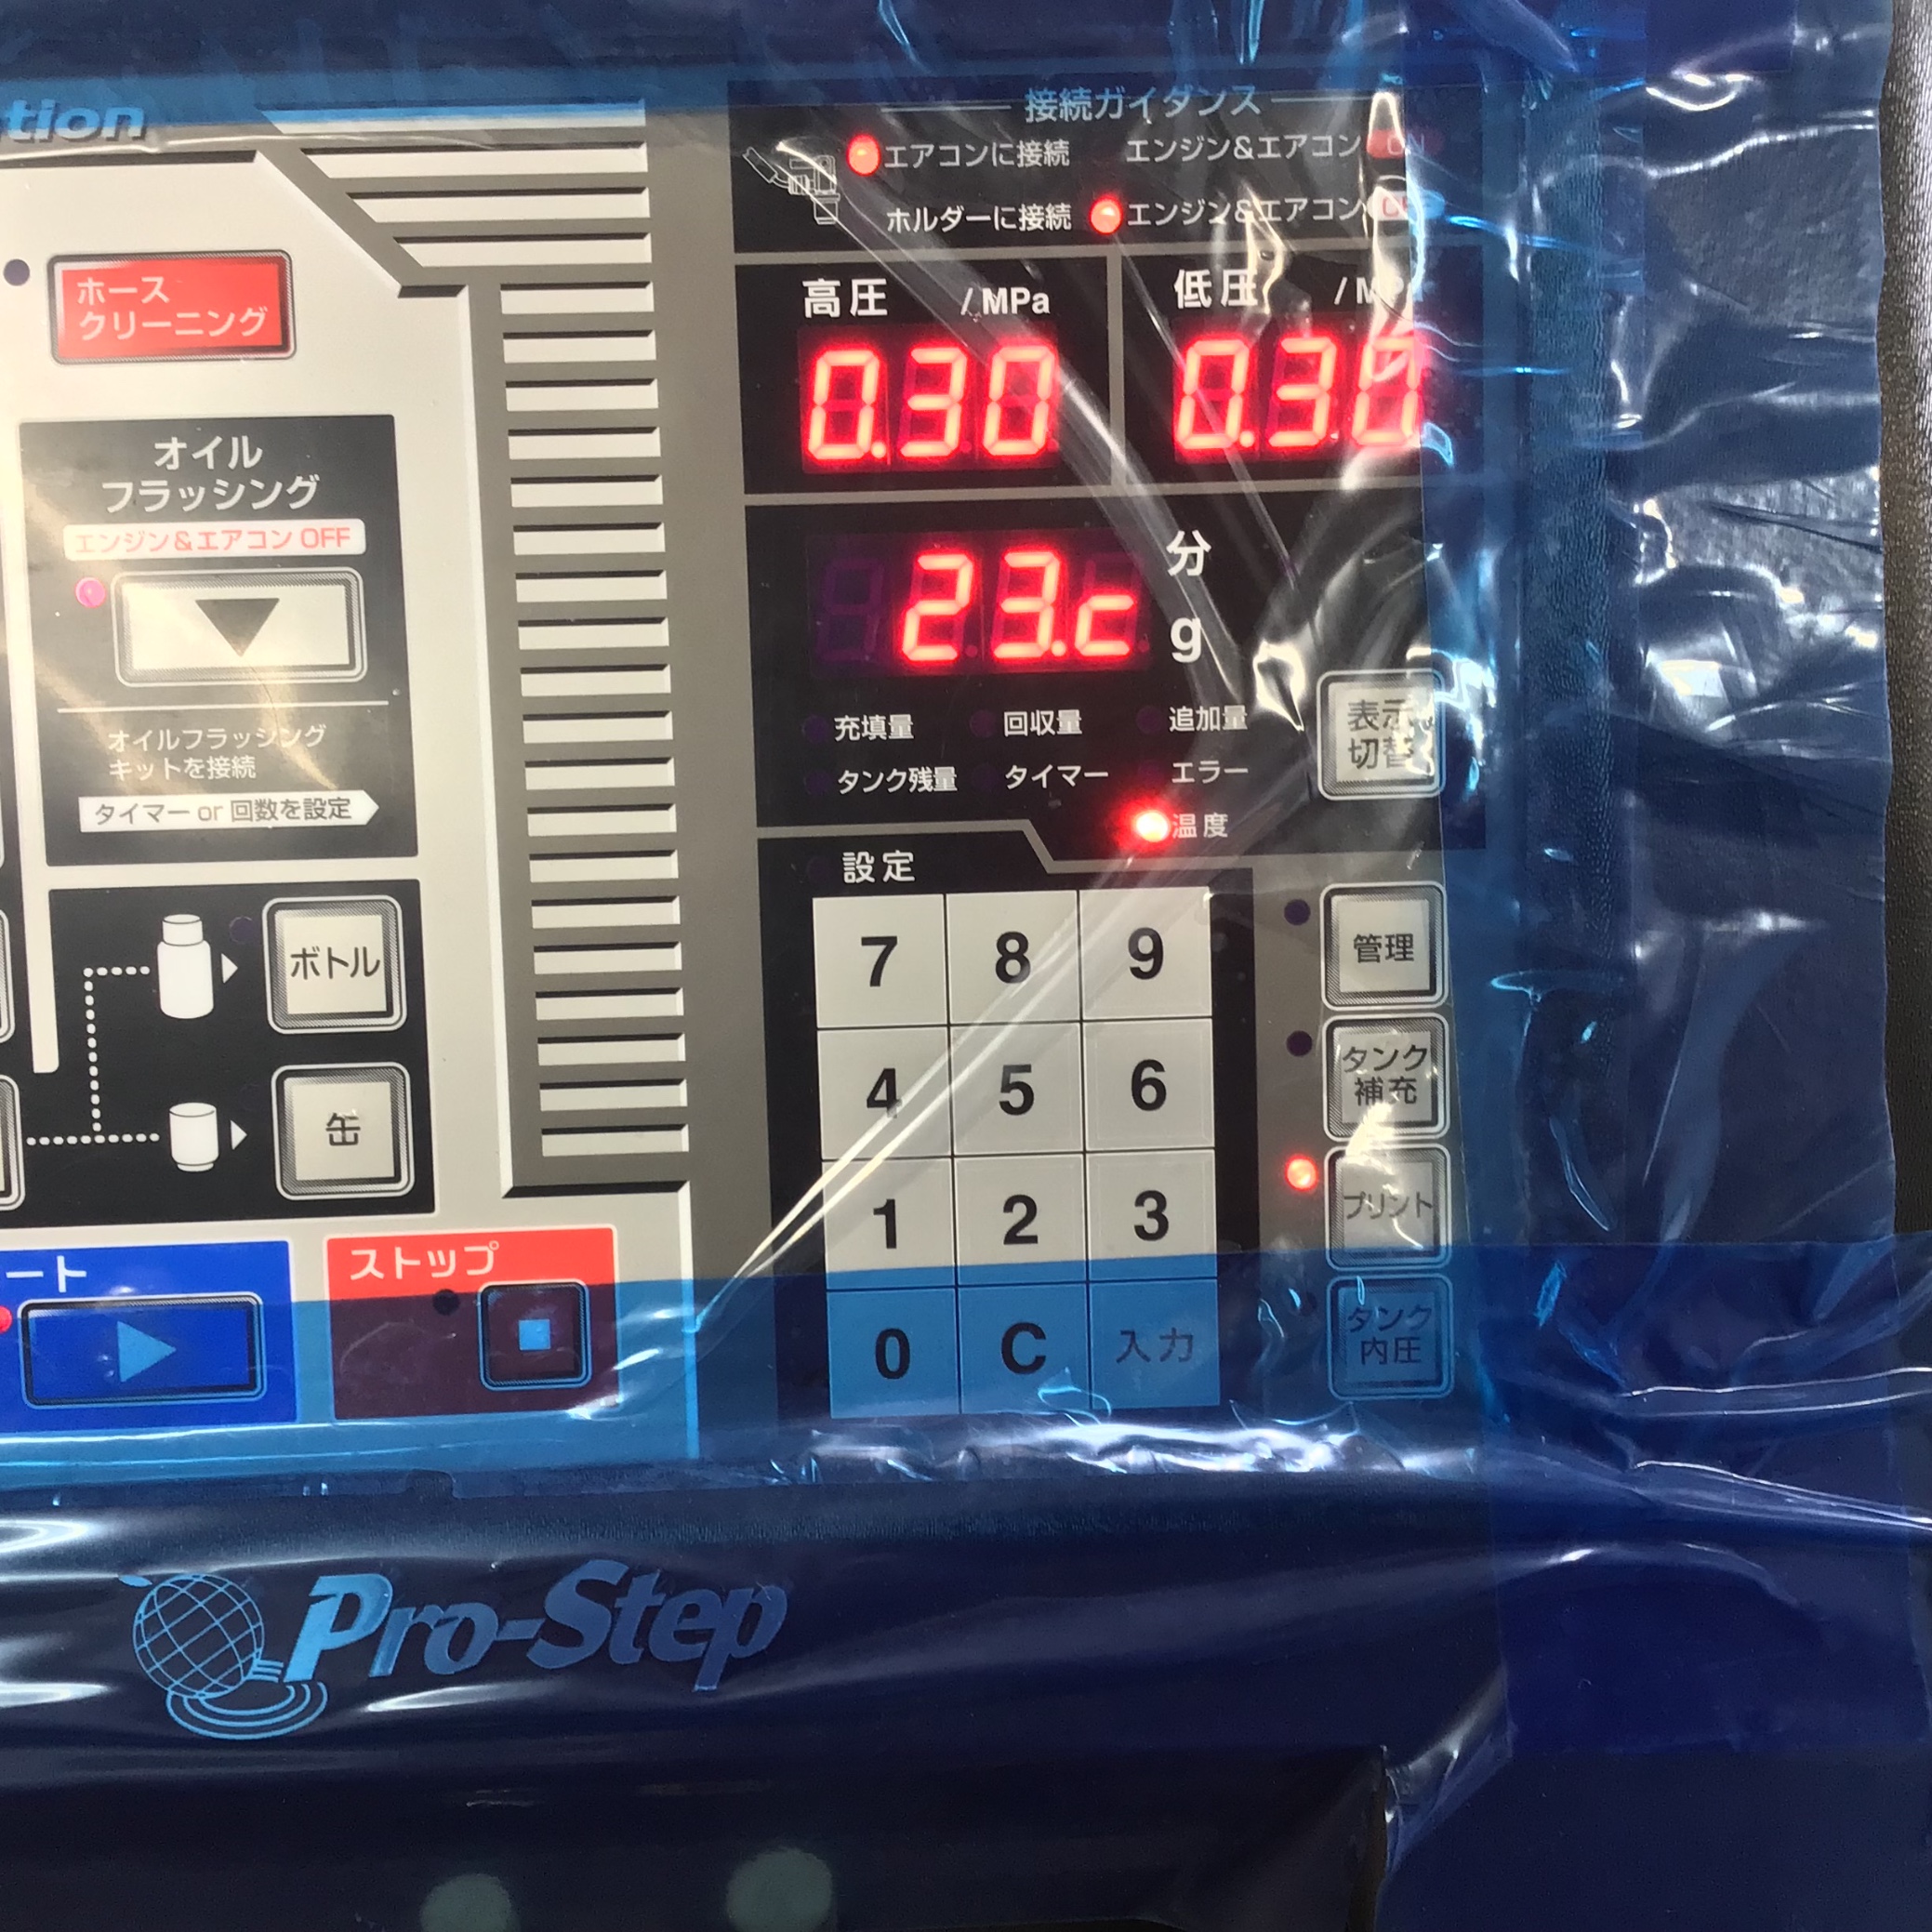 tion
接続ガイダンス
エアコンに接続
エンジン&エアコン ON
ホルダーに接続
エンジン&エアコン
ホース
クリーニング
高圧 /MPa
低圧 /MPa
0.30
0.30
オイル
フラッシング
エンジン&エアコン OFF
オイルフラッシング
キットを接続
タイマー or 回数を設定
23.c
分
g
充填量
回収量
追加量
タンク残量
タイマー
エラー
温度
表示
切替
設定
7
8
9
4
5
6
1
2
3
0
C
入力
管理
タンク
補充
プリント
タンク
内圧
ボトル
缶
ート
ストップ
Pro-Step